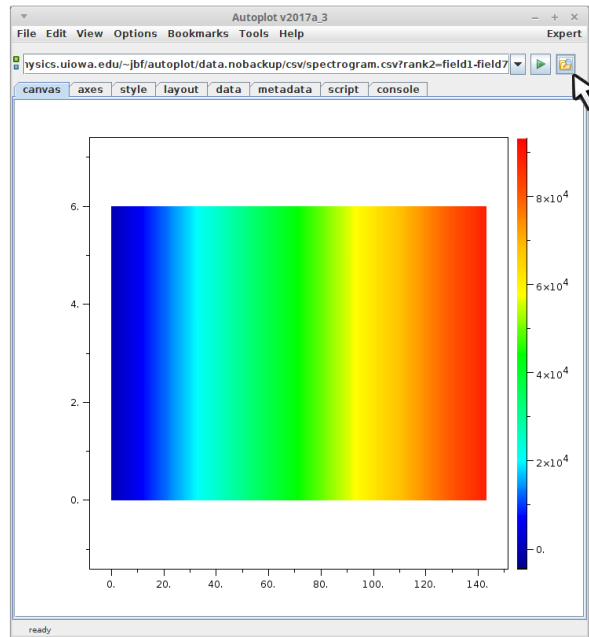 Autoplot v2017a_3
File Edit View Options Bookmarks Tools Help Expert
ysics.uiowa.edu/~jbf/autoplot/data.nobackup/csv/spectrogram.csv?rank2=field1-field7
canvas axes style layout data metadata script console
6.
4.
2.
0.
8×10⁴
6×10⁴
4×10⁴
2×10⁴
0.
0. 20. 40. 60. 80. 100. 120. 140.
ready